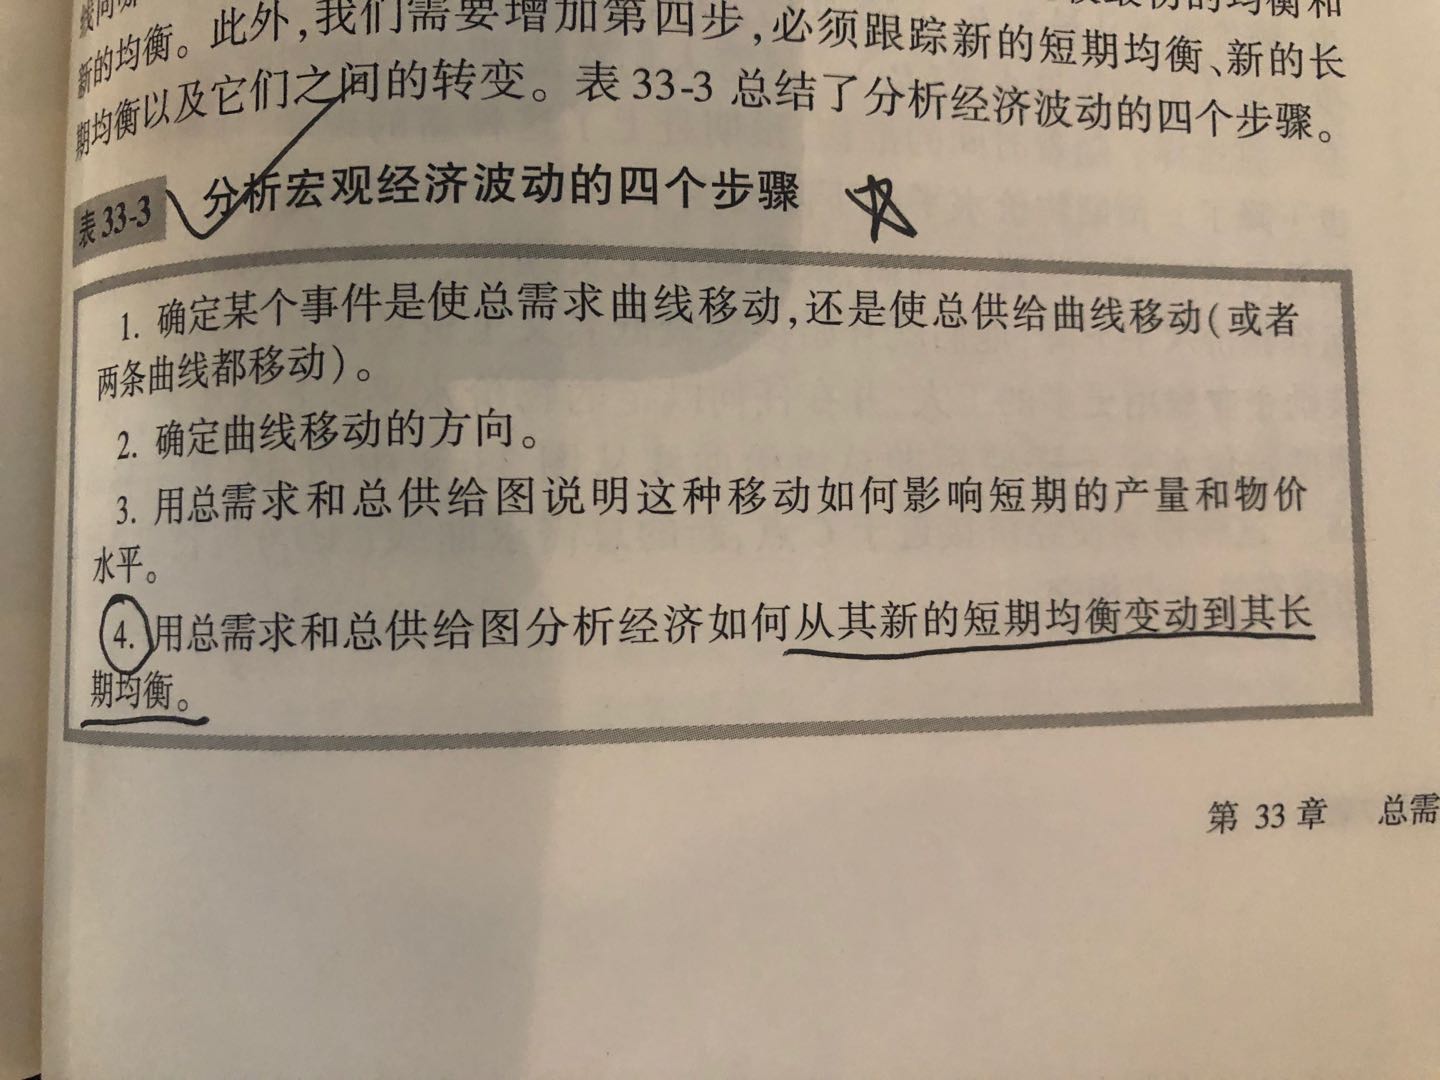 新的均衡。此外,我们需要增加第四步,必须跟踪新的短期均衡、新的长
期均衡以及它们之间的转变。表33-3 总结了分析经济波动的四个步骤。
表 33-3 分析宏观经济波动的四个步骤
1. 确定某个事件是使总需求曲线移动,还是使总供给曲线移动(或者
两条曲线都移动)。
2. 确定曲线移动的方向。
3. 用总需求和总供给图说明这种移动如何影响短期的产量和物价
水平。
4. 用总需求和总供给图分析经济如何从其新的短期均衡变动到其长
期均衡。
第 33 章 总需